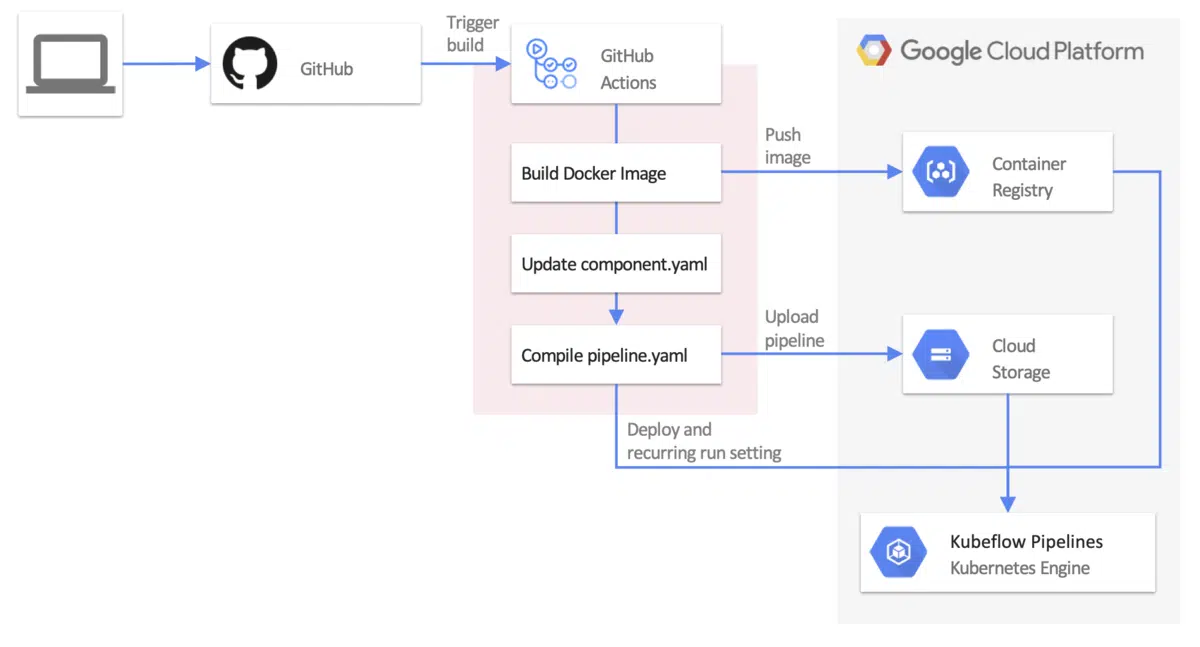 Trigger
build
GitHub
GitHub
Actions
Google Cloud Platform
Build Docker Image
Push
image
Container
Registry
Update component.yaml
Compile pipeline.yaml
Upload
pipeline
Cloud
Storage
Deploy and
recurring run setting
Kubeflow Pipelines
Kubernetes Engine